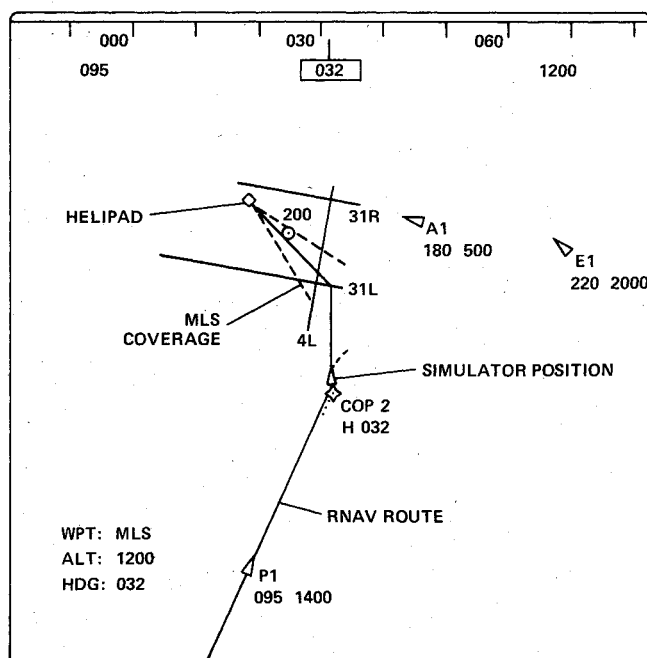 000 030 060
095 032 1200
HELIPAD
200
31R
A1
180 500
E1
220 2000
31L
MLS
COVERAGE
4L
SIMULATOR POSITION
COP 2
H 032
RNAV ROUTE
WPT: MLS
ALT: 1200
HDG: 032
P1
095 1400